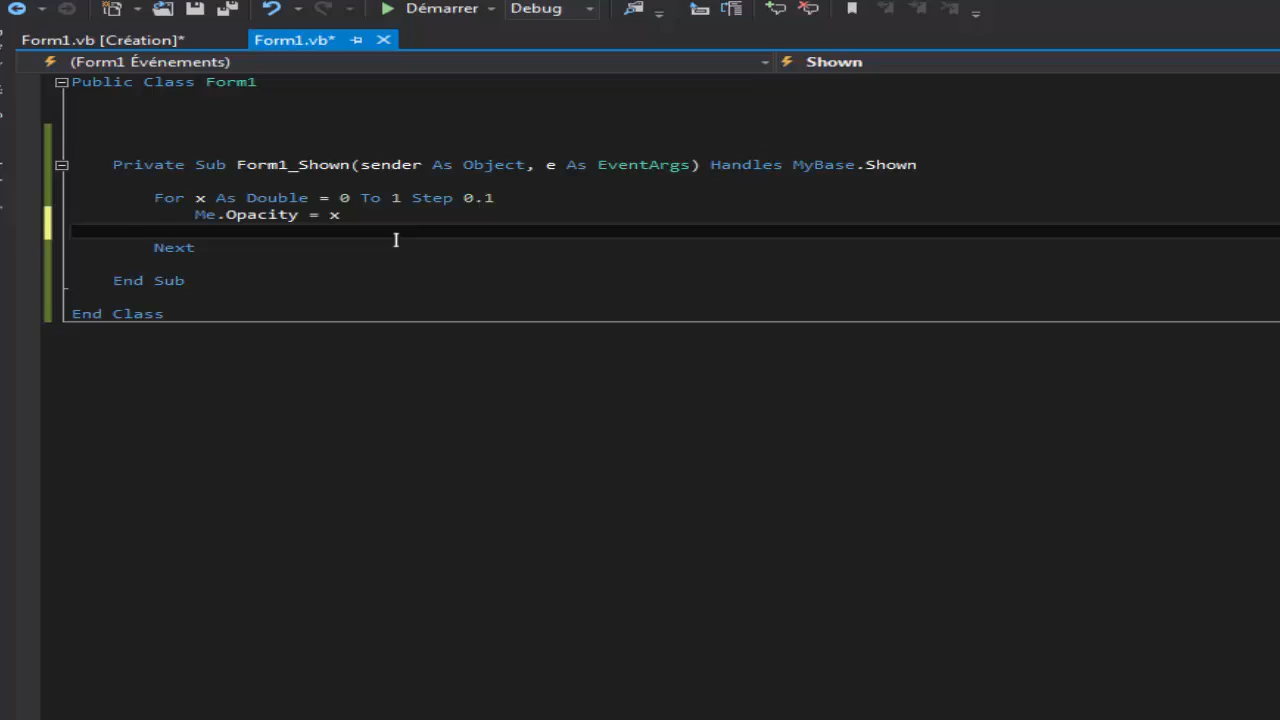 Démarrer Debug
Form1.vb [Création]* Form1.vb*
(Form1 Événements) Shown
Public Class Form1
Private Sub Form1_Shown(sender As Object, e As EventArgs) Handles MyBase.Shown
For x As Double = 0 To 1 Step 0.1
Me.Opacity = x
Next
End Sub
End Class